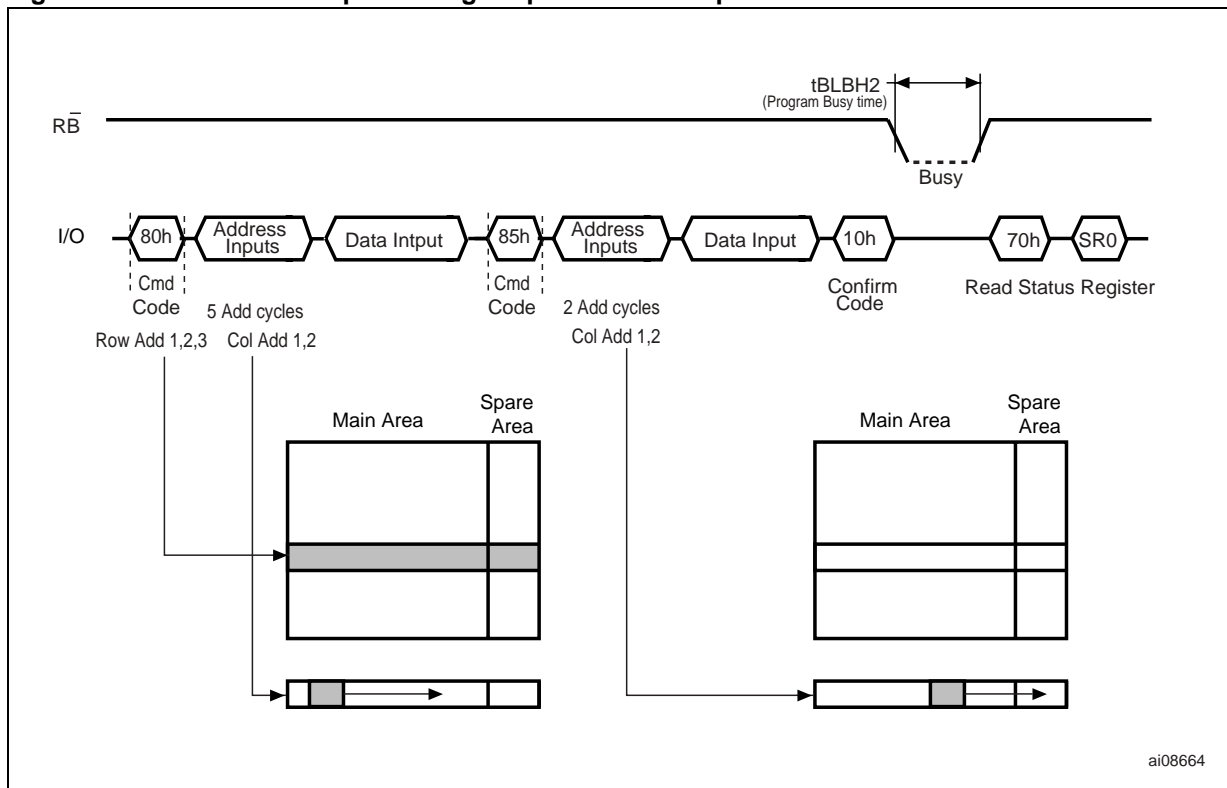 tBLBH2
(Program Busy time)
RB̅
Busy
I/O
80h
Address
Inputs
Data Intput
85h
Address
Inputs
Data Input
10h
70h
SR0
Cmd
Code
Cmd
Code
Confirm
Code
Read Status Register
5 Add cycles
2 Add cycles
Row Add 1,2,3
Col Add 1,2
Col Add 1,2
Main Area
Spare
Area
Main Area
Spare
Area
ai08664